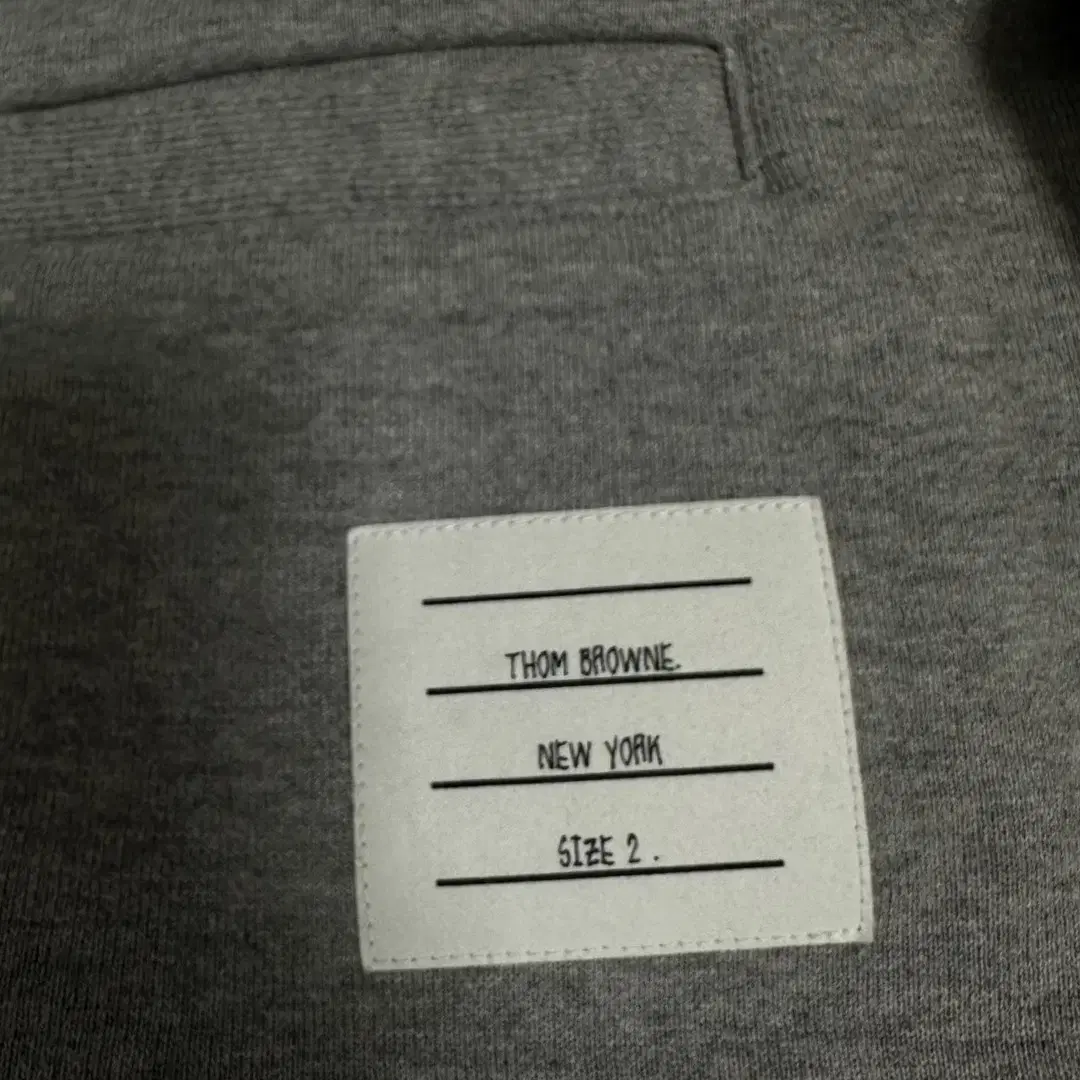 THOM BROWNE.
NEW YORK
SIZE 2 .